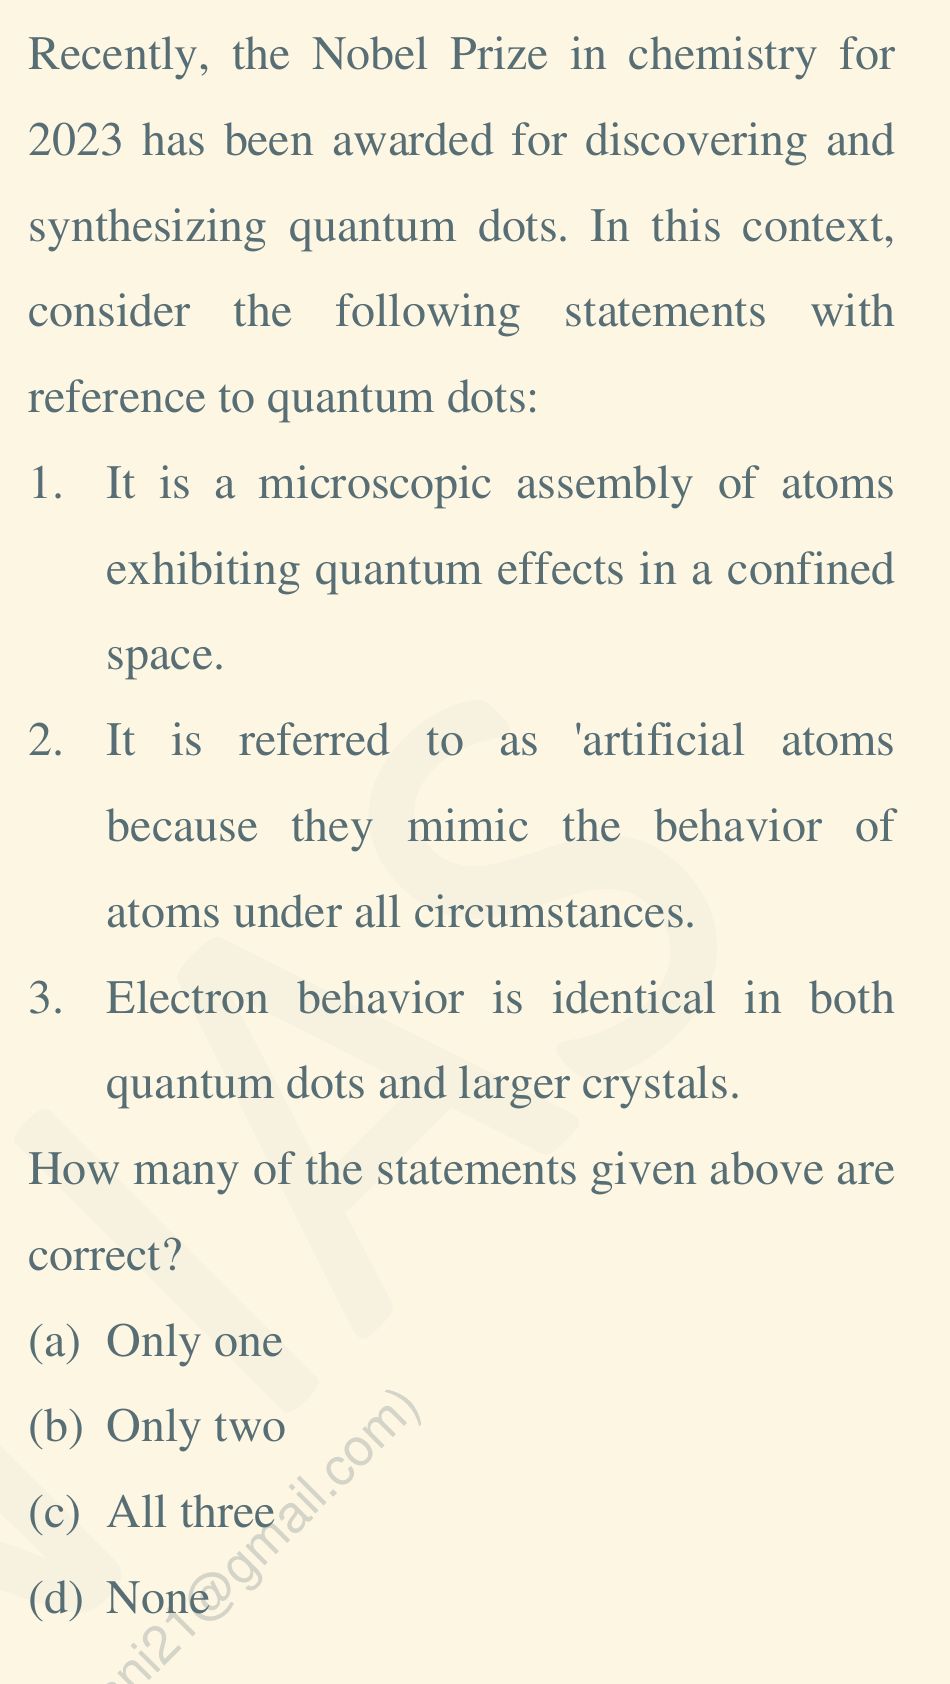 Recently, the Nobel Prize in chemistry for
2023 has been awarded for discovering and
synthesizing quantum dots. In this context,
consider the following statements with
reference to quantum dots:
1. It is a microscopic assembly of atoms
exhibiting quantum effects in a confined
space.
2. It is referred to as 'artificial atoms
because they mimic the behavior of
atoms under all circumstances.
3. Electron behavior is identical in both
quantum dots and larger crystals.
How many of the statements given above are
correct?
(a) Only one
(b) Only two
(c) All three
(d) None
IAS
ni21@gmail.com)